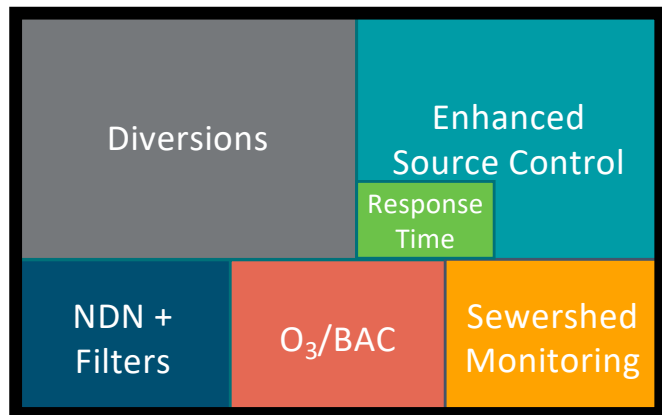 Diversions
Enhanced
Source Control
Response
Time
NDN +
Filters
O₃/BAC
Sewershed
Monitoring